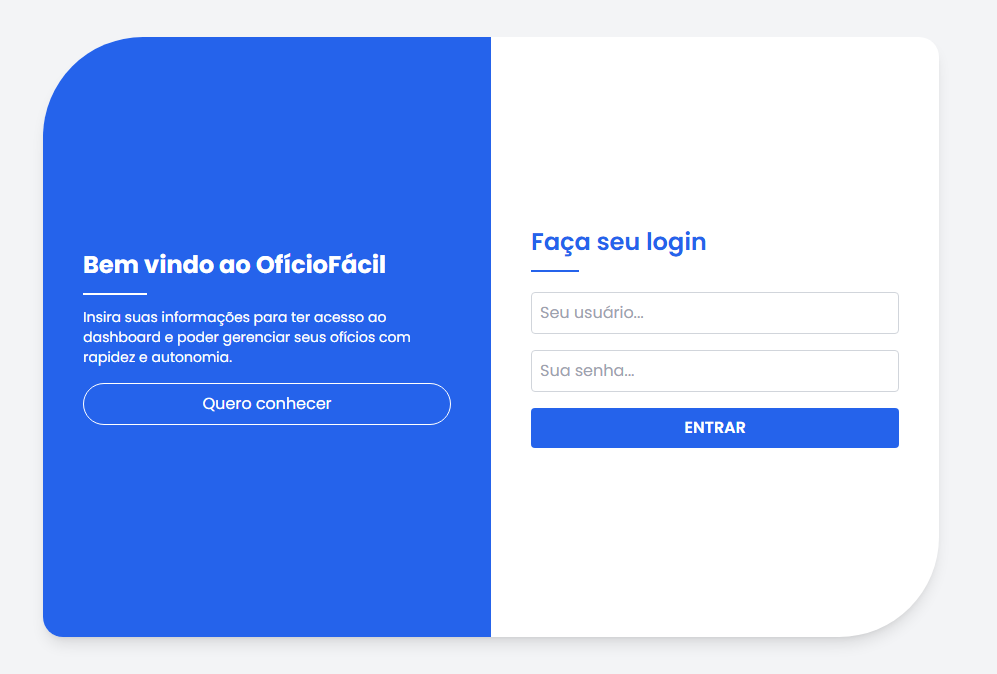 Bem vindo ao OfícioFácil
Insira suas informações para ter acesso ao
dashboard e poder gerenciar seus ofícios com
rapidez e autonomia.
Quero conhecer
Faça seu login
Seu usuário...
Sua senha...
ENTRAR